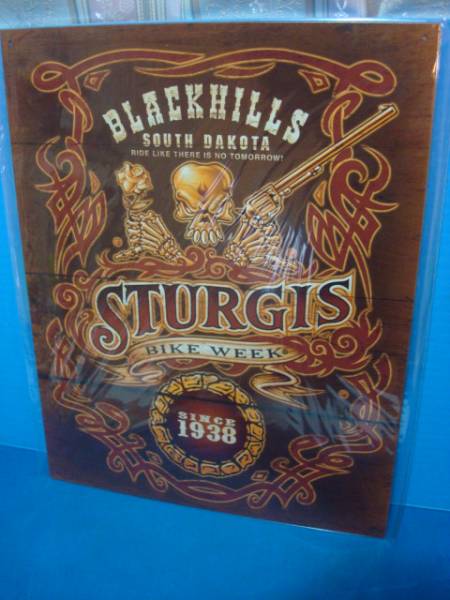 BLACKHILLS
SOUTH DAKOTA
RIDE LIKE THERE IS NO TOMORROW!
STURGIS
BIKE WEEK
SINCE
1938